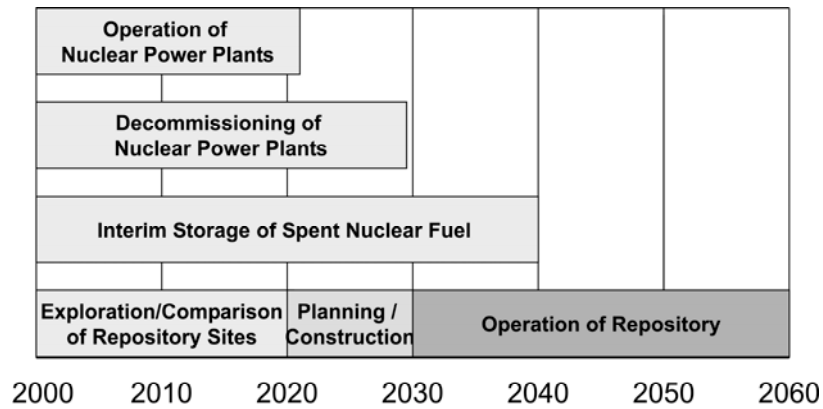 Operation of
Nuclear Power Plants
Decommissioning of
Nuclear Power Plants
Interim Storage of Spent Nuclear Fuel
Exploration/Comparison
of Repository Sites
Planning /
Construction
Operation of Repository
2000 2010 2020 2030 2040 2050 2060